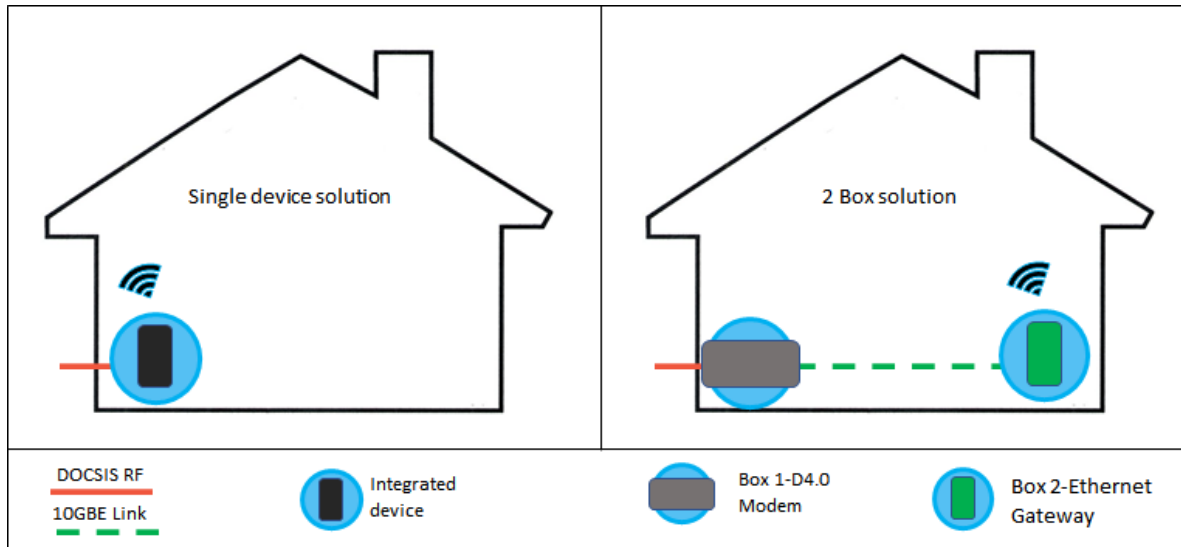 Single device solution
2 Box solution
DOCSIS RF
10GBE Link
Integrated
device
Box 1-D4.0
Modem
Box 2-Ethernet
Gateway